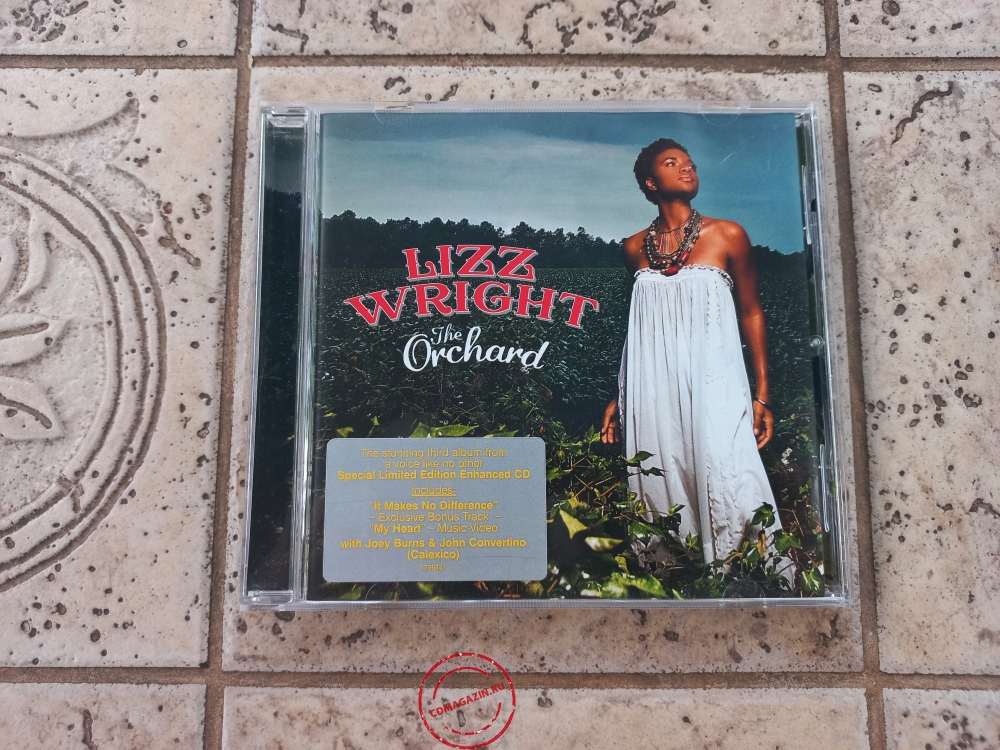 LIZZ
WRIGHT
The
Orchard
The stunning third album from
a voice like no other
Special Limited Edition Enhanced CD
includes:
"It Makes No Difference"
– Exclusive Bonus Track –
"My Heart" – Music Video
with Joey Burns & John Convertino
(Calexico)
CDMAGAZIN.RU